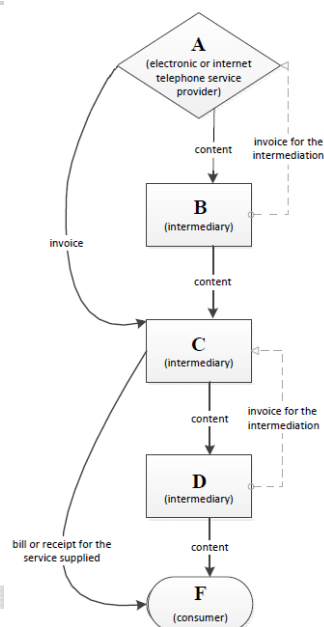 A
(electronic or internet
telephone service
provider)
content
invoice for the
intermediation
B
(intermediary)
invoice
content
C
(intermediary)
content
invoice for the
intermediation
D
(intermediary)
bill or receipt for the
service supplied
content
F
(consumer)